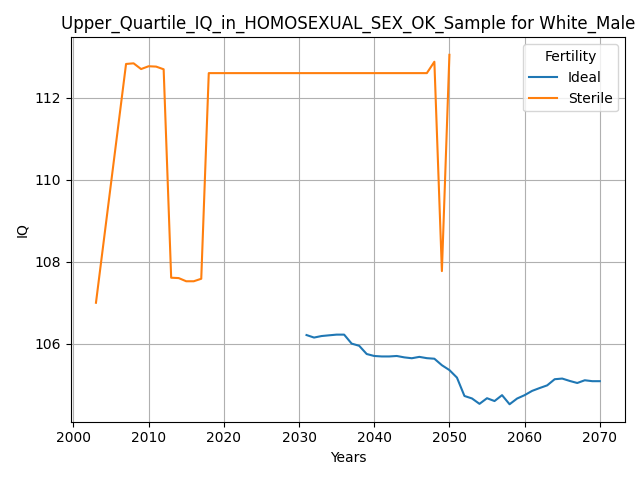 Upper_Quartile_IQ_in_HOMOSEXUAL_SEX_OK_Sample for White_Male
Fertility
Ideal
Sterile
112
110
108
106
IQ
2000 2010 2020 2030 2040 2050 2060 2070
Years